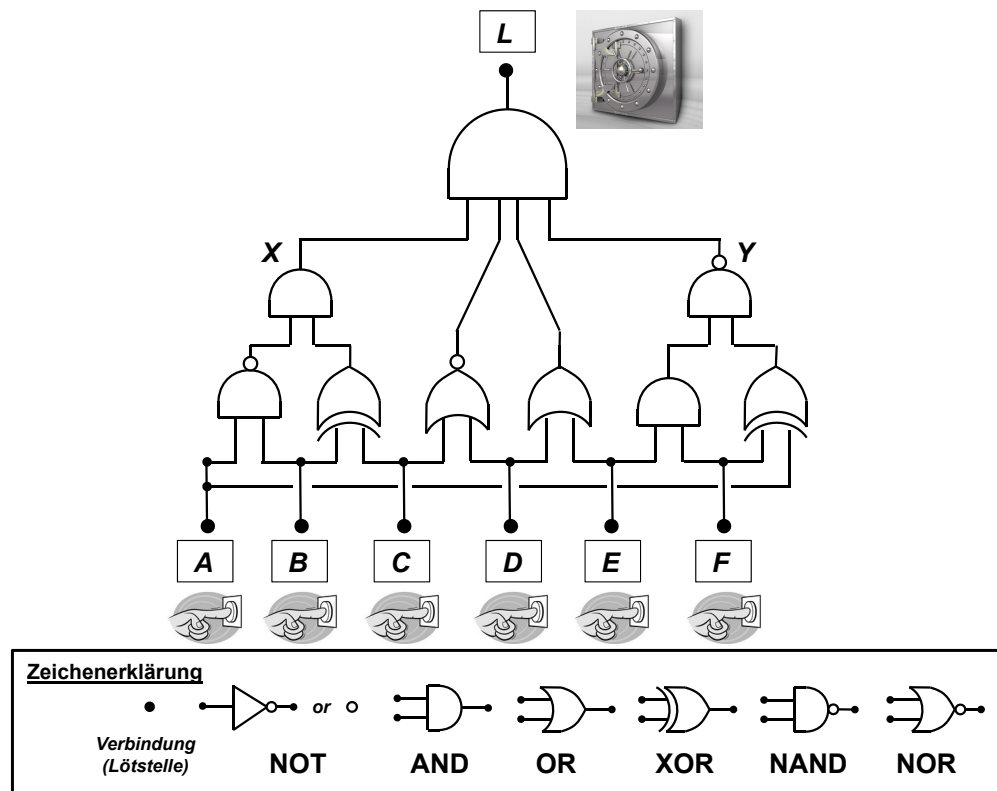 L
X Y
A B C D E F
Zeichenerklärung
or
Verbindung
(Lötstelle)
NOT AND OR XOR NAND NOR